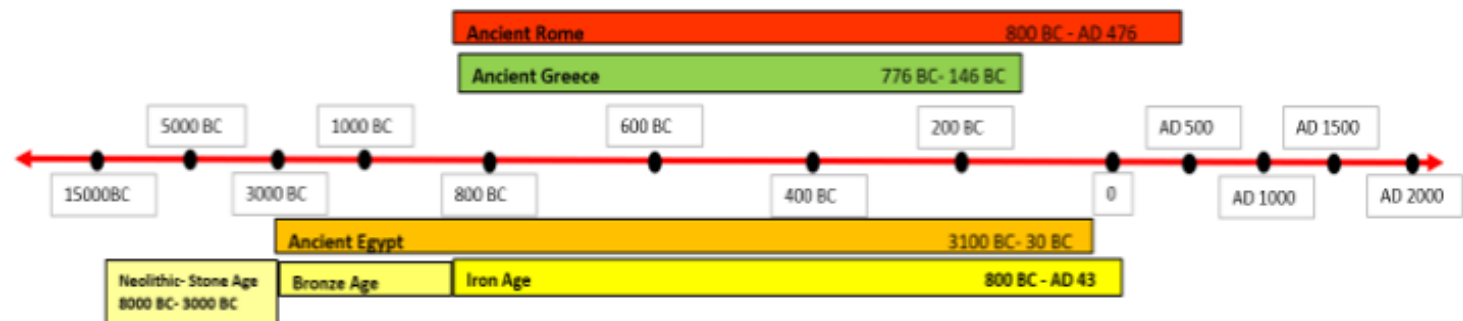 Ancient Rome 800 BC - AD 476
Ancient Greece 776 BC- 146 BC
5000 BC 1000 BC 600 BC 200 BC AD 500 AD 1500
15000BC 3000 BC 800 BC 400 BC 0 AD 1000 AD 2000
Ancient Egypt 3100 BC- 30 BC
Neolithic- Stone Age
8000 BC- 3000 BC
Bronze Age
Iron Age 800 BC - AD 43